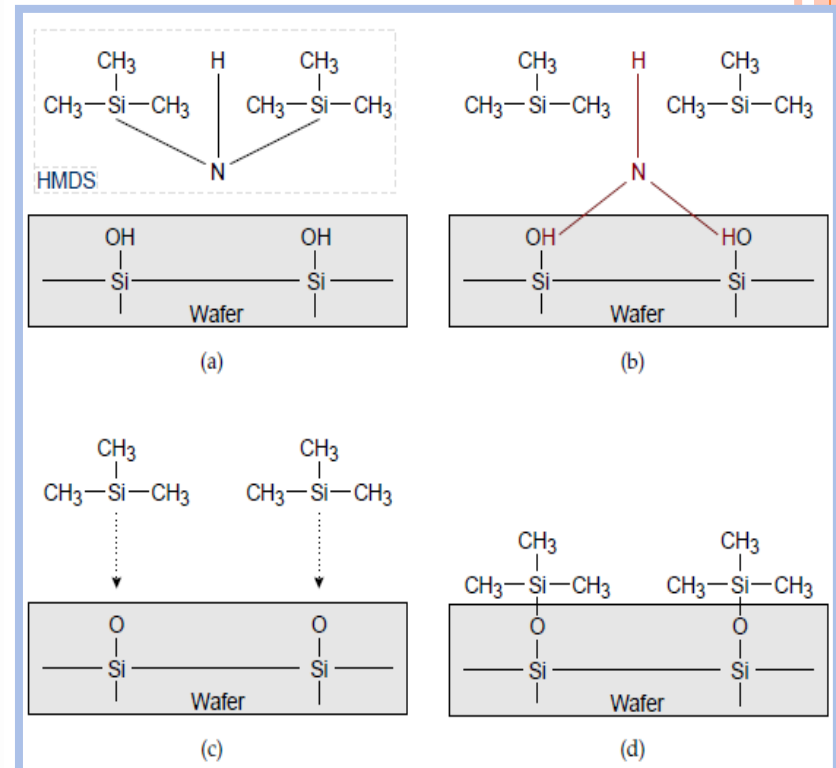 CH3 H CH3
CH3—Si—CH3 CH3—Si—CH3
N
HMDS
OH OH
Si Si
Wafer
(a)
CH3 H CH3
CH3—Si—CH3 CH3—Si—CH3
N
OH HO
Si Si
Wafer
(b)
CH3 CH3
CH3—Si—CH3 CH3—Si—CH3
O O
Si Si
Wafer
(c)
CH3 CH3
CH3—Si—CH3 CH3—Si—CH3
O O
Si Si
Wafer
(d)